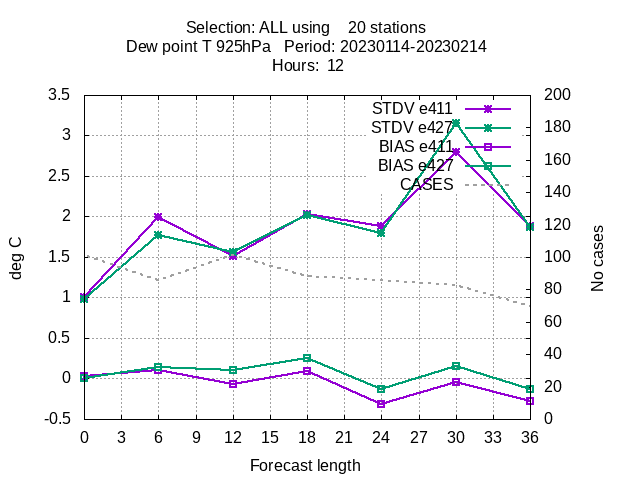 Selection: ALL using 20 stations
Dew point T 925hPa Period: 20230114-20230214
Hours: 12
3.5
3
2.5
2
1.5
1
0.5
0
-0.5
deg C
200
180
160
140
120
100
80
60
40
20
0
No cases
STDV e411
STDV e427
BIAS e411
BIAS e427
CASES
0 3 6 9 12 15 18 21 24 27 30 33 36
Forecast length